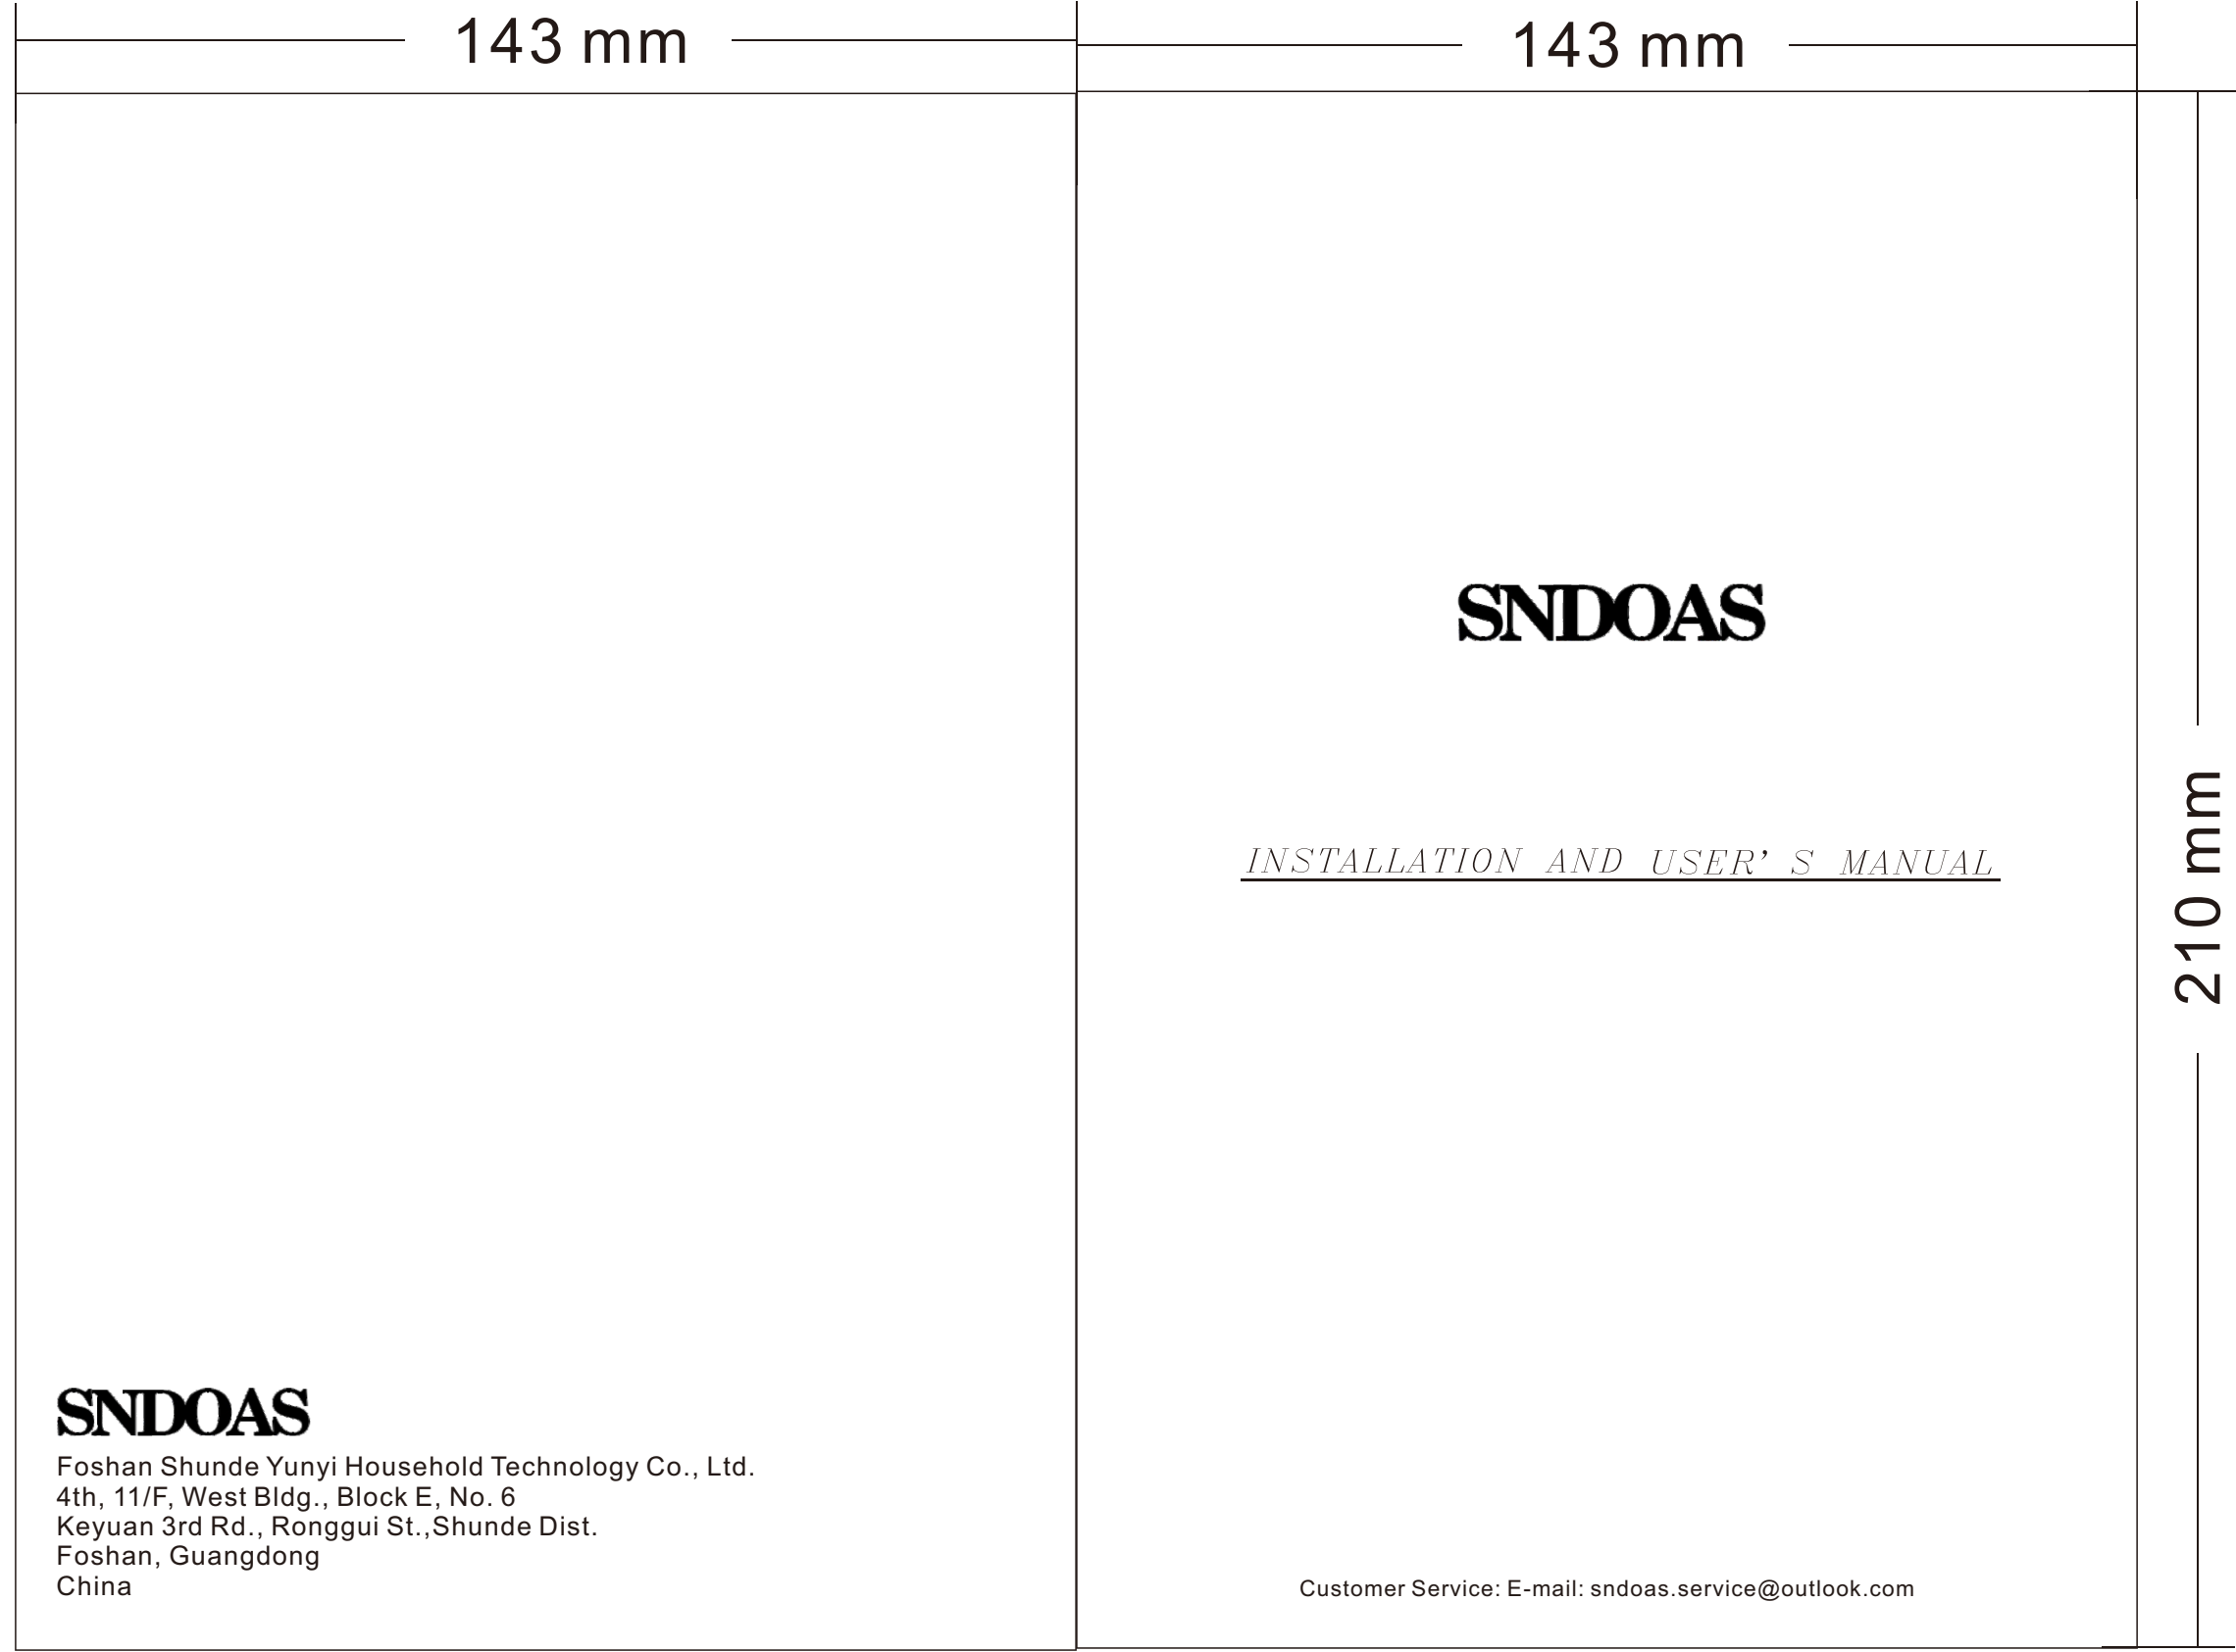 143 mm
143 mm
210 mm
SNDOAS
Foshan Shunde Yunyi Household Technology Co., Ltd.
4th, 11/F, West Bldg., Block E, No. 6
Keyuan 3rd Rd., Ronggui St.,Shunde Dist.
Foshan, Guangdong
China
SNDOAS
INSTALLATION AND USER’ S MANUAL
Customer Service: E-mail: sndoas.service@outlook.com